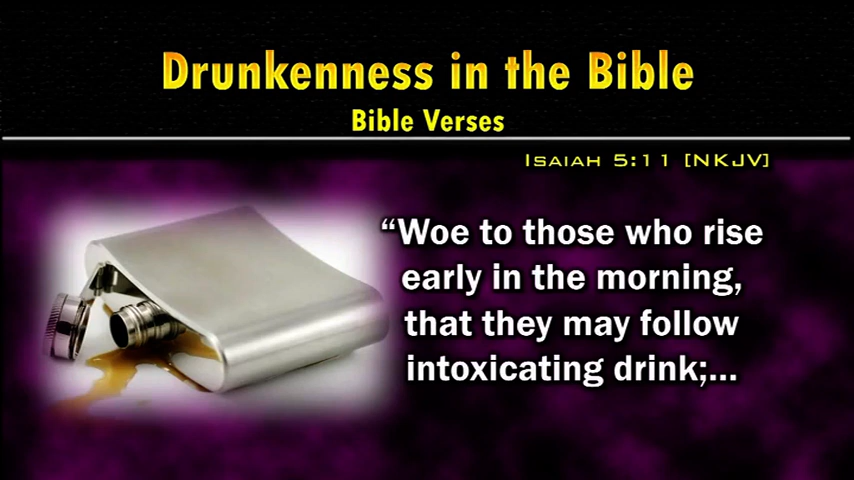 Drunkenness in the Bible
Bible Verses
Isaiah 5:11 [NKJV]
“Woe to those who rise
early in the morning,
that they may follow
intoxicating drink;...